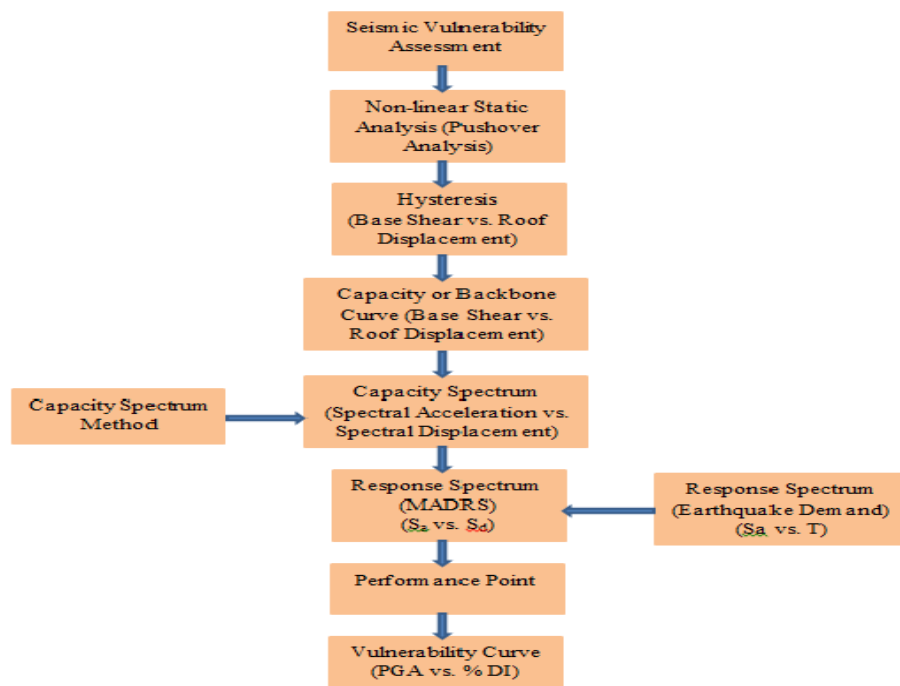 Seismic Vulnerability
Assessment
Non-linear Static
Analysis (Pushover
Analysis)
Hysteresis
(Base Shear vs. Roof
Displacement)
Capacity or Backbone
Curve (Base Shear vs.
Roof Displacement)
Capacity Spectrum
Method
Capacity Spectrum
(Spectral Acceleration vs.
Spectral Displacement)
Response Spectrum
(MADRS)
(Sa vs. Sd)
Response Spectrum
(Earthquake Demand)
(Sa vs. T)
Performance Point
Vulnerability Curve
(PGA vs. % DI)